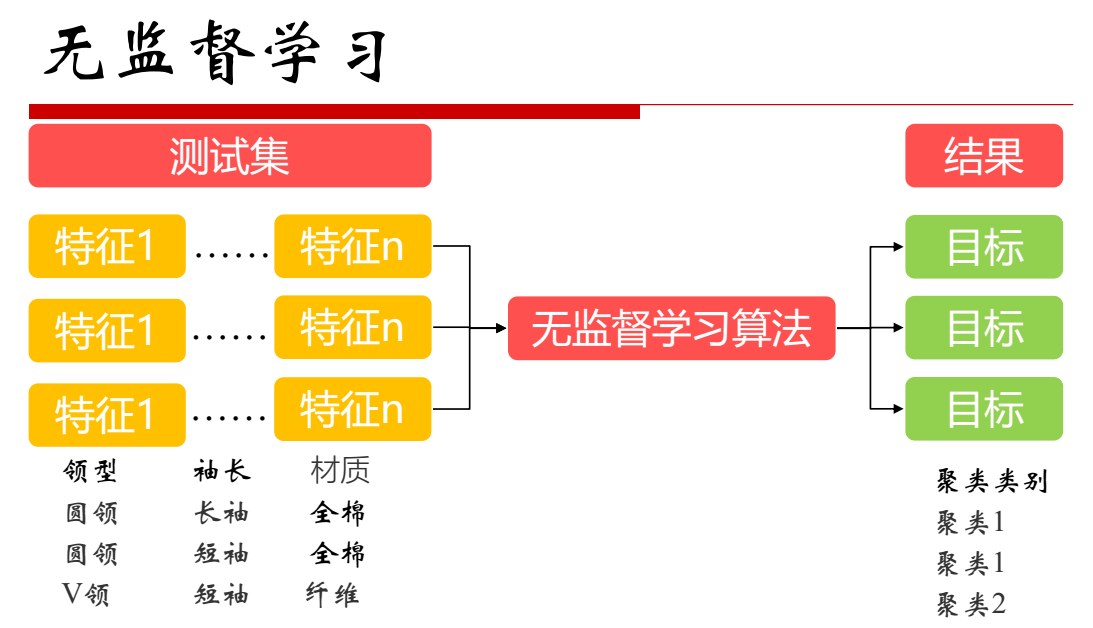 无监督学习
测试集 结果
特征1 …… 特征n 目标
特征1 …… 特征n 无监督学习算法 目标
特征1 …… 特征n 目标
领型 袖长 材质 聚类类别
圆领 长袖 全棉 聚类1
圆领 短袖 全棉 聚类1
V领 短袖 纤维 聚类2